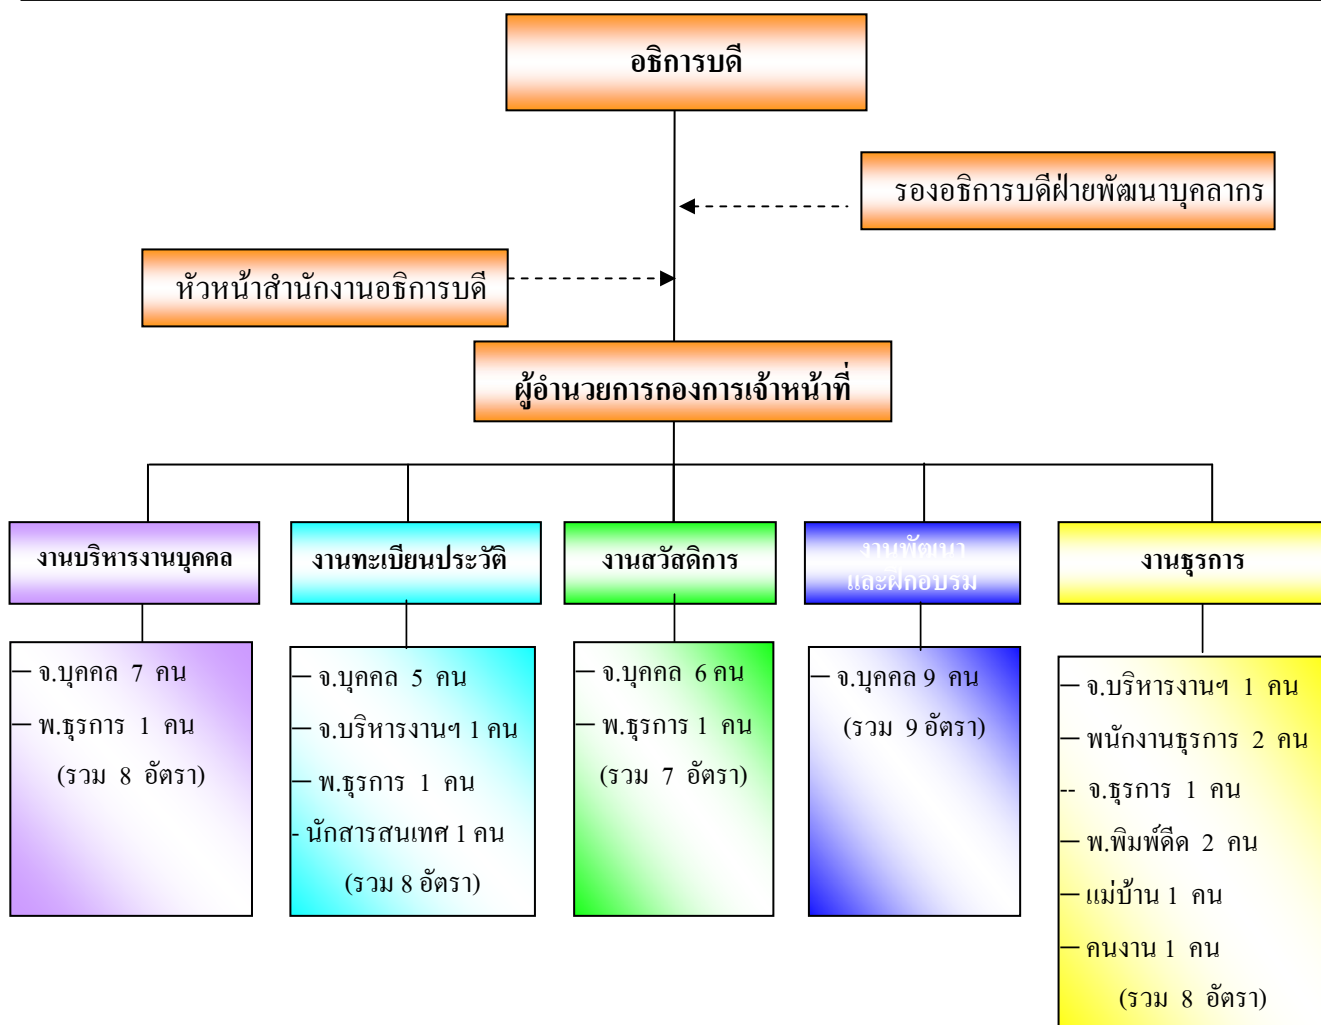 อธิการบดี
รองอธิการบดีฝ่ายพัฒนาบุคลากร
หัวหน้าสำนักงานอธิการบดี
ผู้อำนวยการกองการเจ้าหน้าที่
งานบริหารงานบุคคล
จ.บุคคล 7 คน
พ.ธุรการ 1 คน
(รวม 8 อัตรา)
งานทะเบียนประวัติ
จ.บุคคล 5 คน
จ.บริหารงานฯ 1 คน
พ.ธุรการ 1 คน
- นักสารสนเทศ 1 คน
(รวม 8 อัตรา)
งานสวัสดิการ
จ.บุคคล 6 คน
พ.ธุรการ 1 คน
(รวม 7 อัตรา)
งานพัฒนา
และฝึกอบรม
จ.บุคคล 9 คน
(รวม 9 อัตรา)
งานธุรการ
จ.บริหารงานฯ 1 คน
พนักงานธุรการ 2 คน
-- จ.ธุรการ 1 คน
พ.พิมพ์ดีด 2 คน
แม่บ้าน 1 คน
คนงาน 1 คน
(รวม 8 อัตรา)